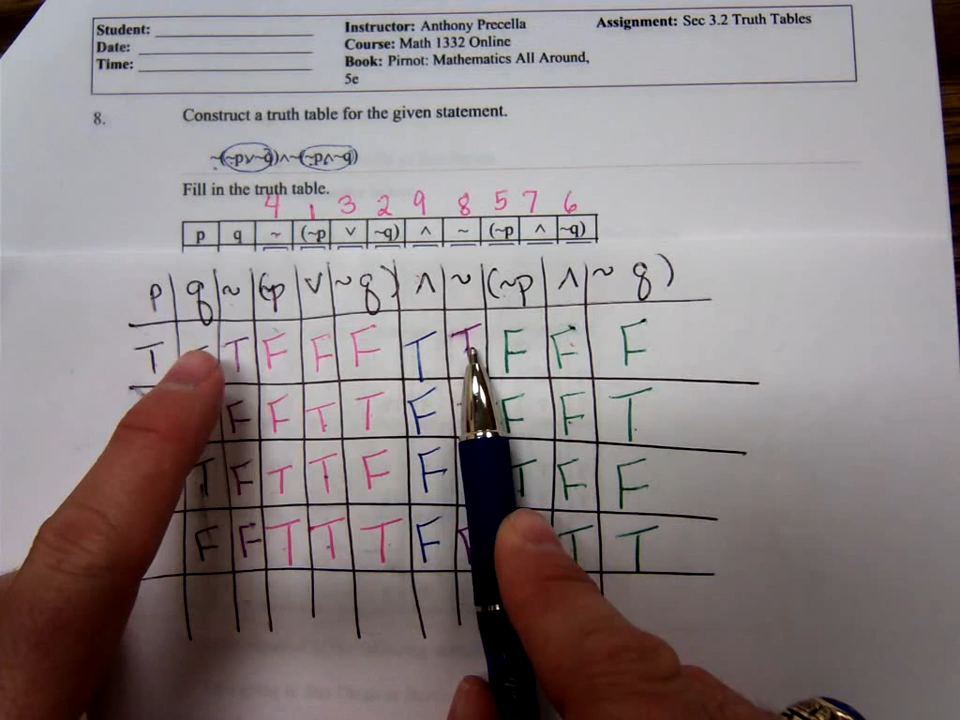 Student: Instructor: Anthony Precella Assignment: Sec 3.2 Truth Tables
Date: Course: Math 1332 Online
Time: Book: Pirnot: Mathematics All Around,
5e
8. Construct a truth table for the given statement.
~(~p∨~q)∧~(~p∧~q)
Fill in the truth table.
4 1 3 2 9 8 5 7 6
p q ~ (~p ∨ ~q) ∧ ~ (~p ∧ ~q)
p q ~ (~p ∨ ~q) ∧ ~ (~p ∧ ~q)
T T F F F T T F F F
F F T T F F F T
T F T T F F T F F
F F T T T F T T